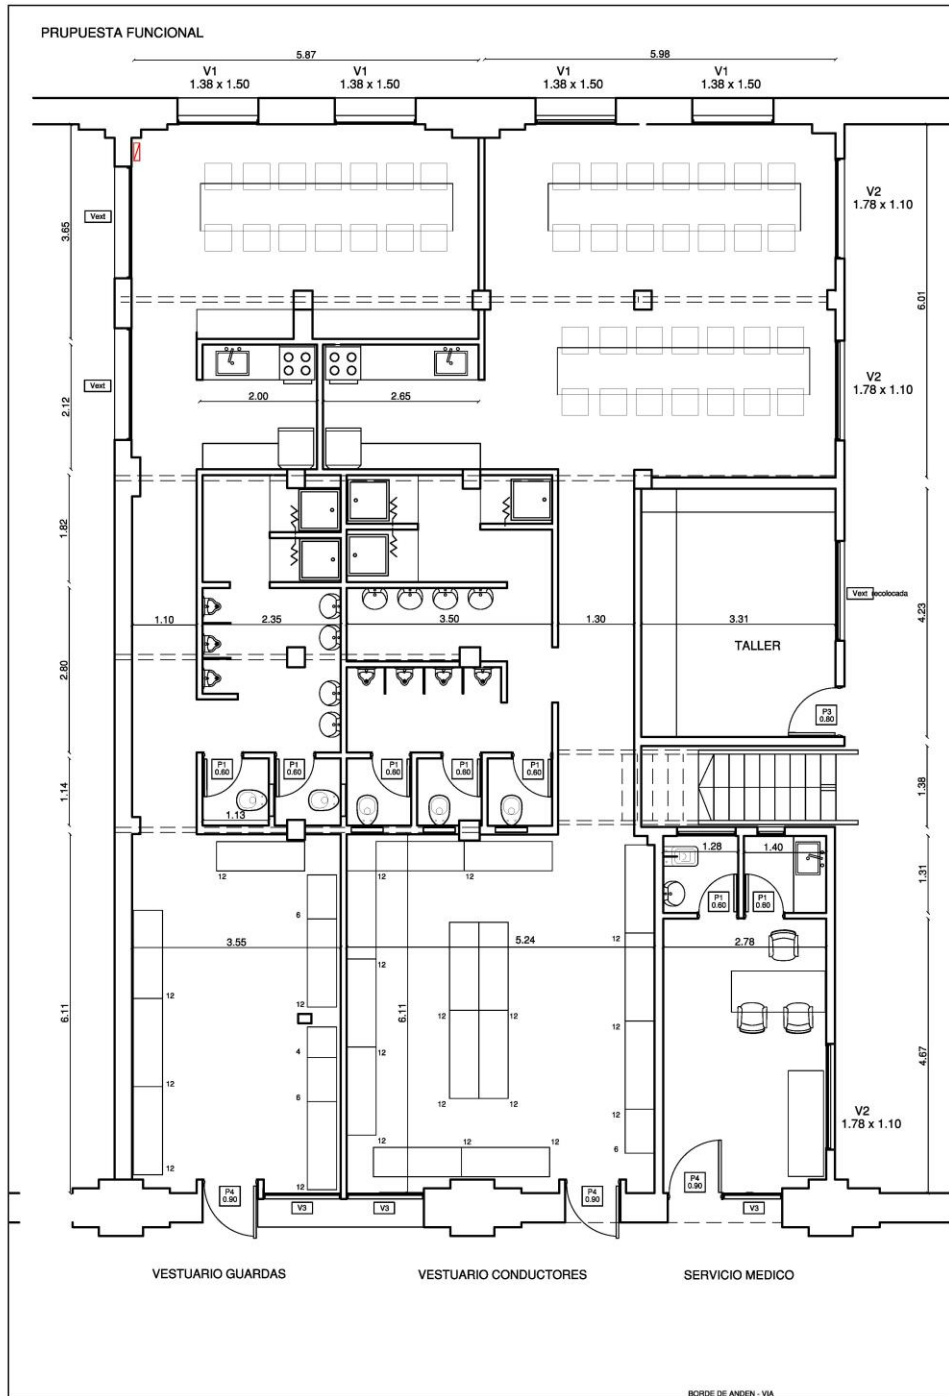 PRUPUESTA FUNCIONAL
5.87
5.98
V1
1.38 x 1.50
V1
1.38 x 1.50
V1
1.38 x 1.50
V1
1.38 x 1.50
V2
1.78 x 1.10
Vext
3.65
6.01
V2
1.78 x 1.10
Vext
2.12
2.00
2.65
1.82
Vext recolocada
1.10
2.35
3.50
1.30
3.31
4.23
TALLER
2.80
P3
0.80
P1
0.60
P1
0.60
P1
0.60
P1
0.60
P1
0.60
1.14
1.38
1.13
1.28
1.40
1.31
12
12
12
P1
0.60
P1
0.60
6
12
3.55
5.24
2.78
12
12
12
6.11
6.11
12
12
12
12
4
12
4.67
12
6
12
12
12
V2
1.78 x 1.10
12
12
12
6
12
12
P4
0.90
P4
0.90
P4
0.90
V3
V3
V3
VESTUARIO GUARDAS
VESTUARIO CONDUCTORES
SERVICIO MEDICO
BORDE DE ANDEN - VIA